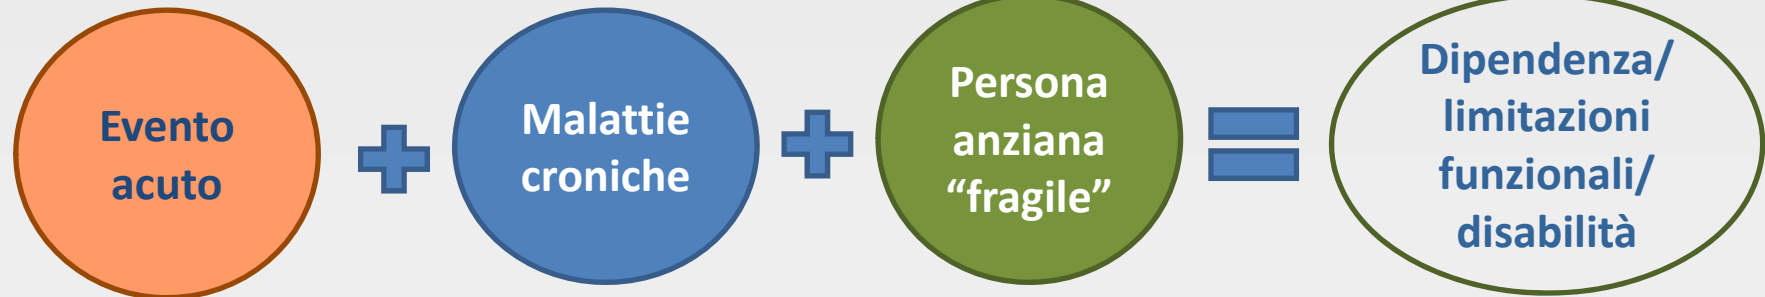 Evento
acuto
Malattie
croniche
Persona
anziana
“fragile”
Dipendenza/
limitazioni
funzionali/
disabilità